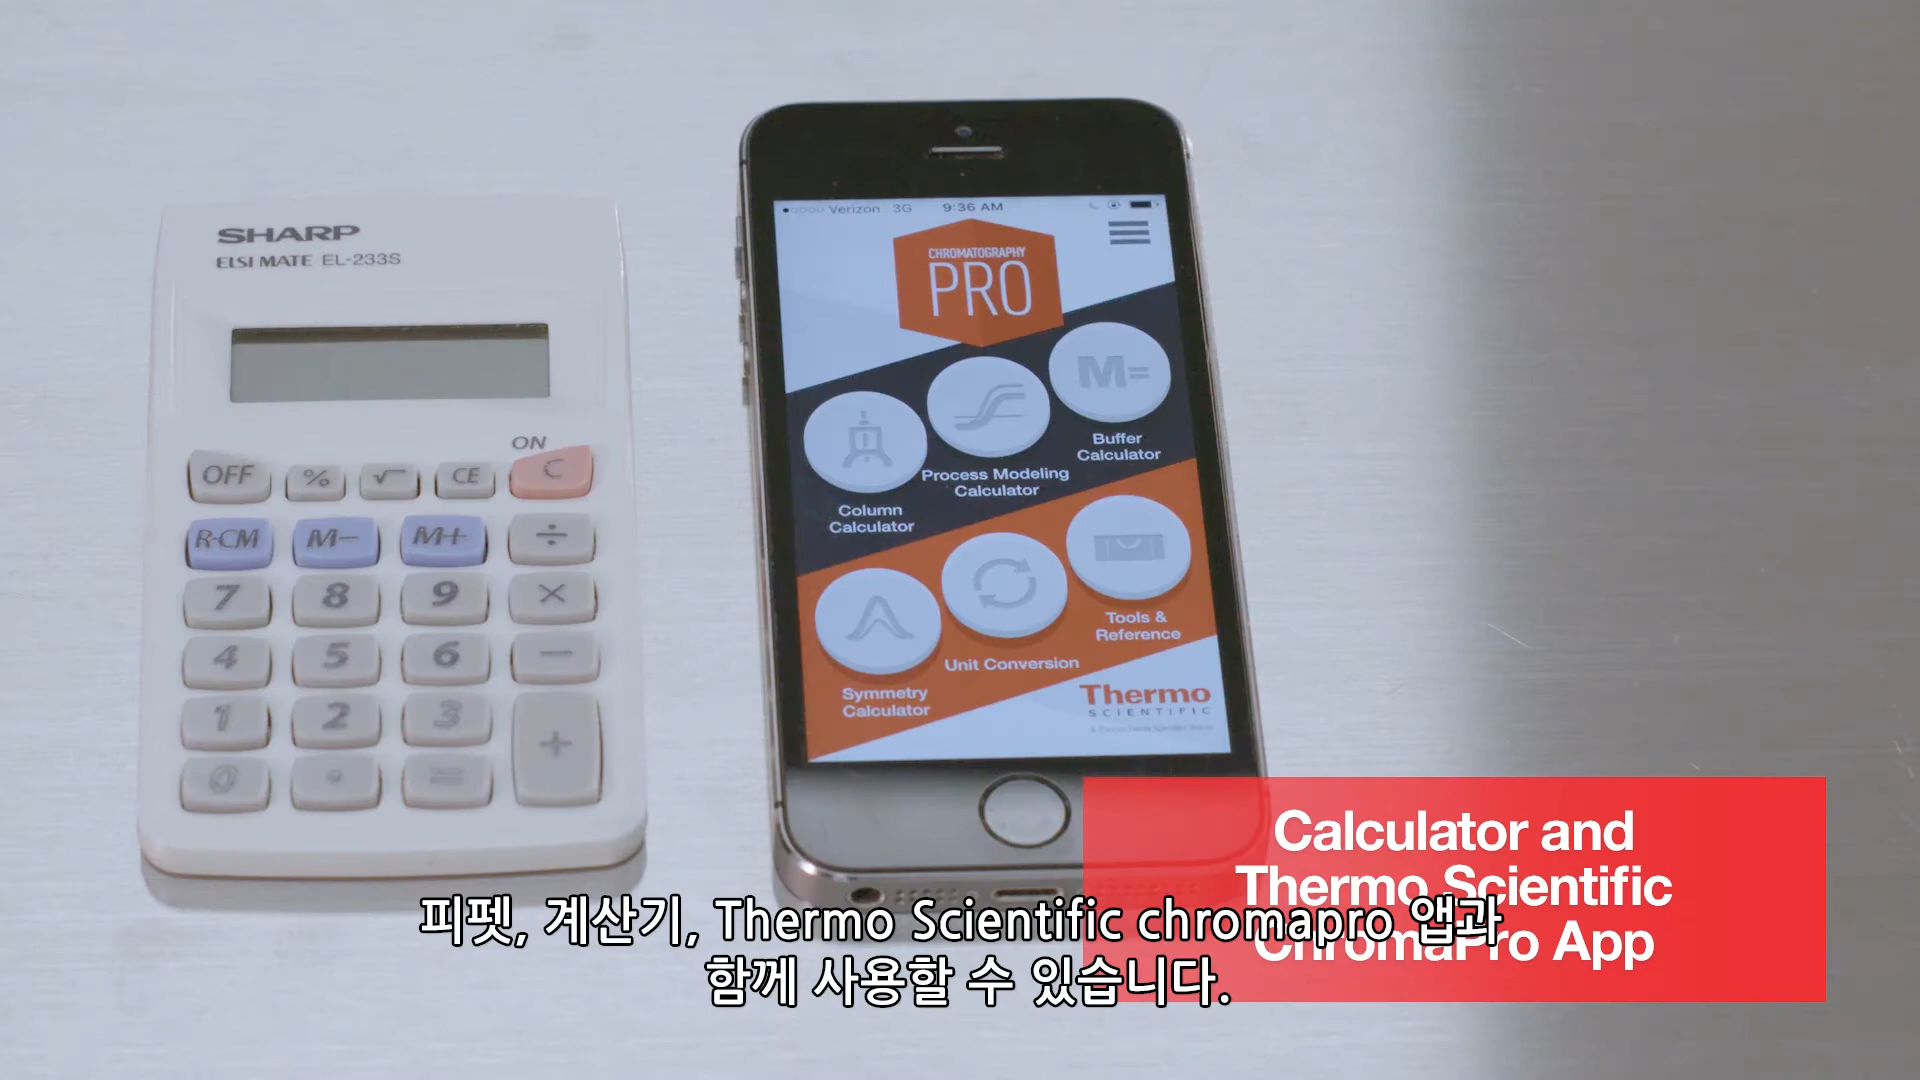 SHARP
ELSI MATE EL-233S
OFF
%
√
CE
ON
C
R·CM
M−
M+
÷
7
8
9
×
4
5
6
−
1
2
3
+
0
.
=
Verizon 3G 9:36 AM
CHROMATOGRAPHY
PRO
M=
Buffer
Calculator
Process Modeling
Calculator
Column
Calculator
Tools &
Reference
Unit Conversion
Symmetry
Calculator
Thermo
SCIENTIFIC
Calculator and
Thermo Scientific
ChromaPro App
피펫, 계산기, Thermo Scientific chromapro 앱과
함께 사용할 수 있습니다.